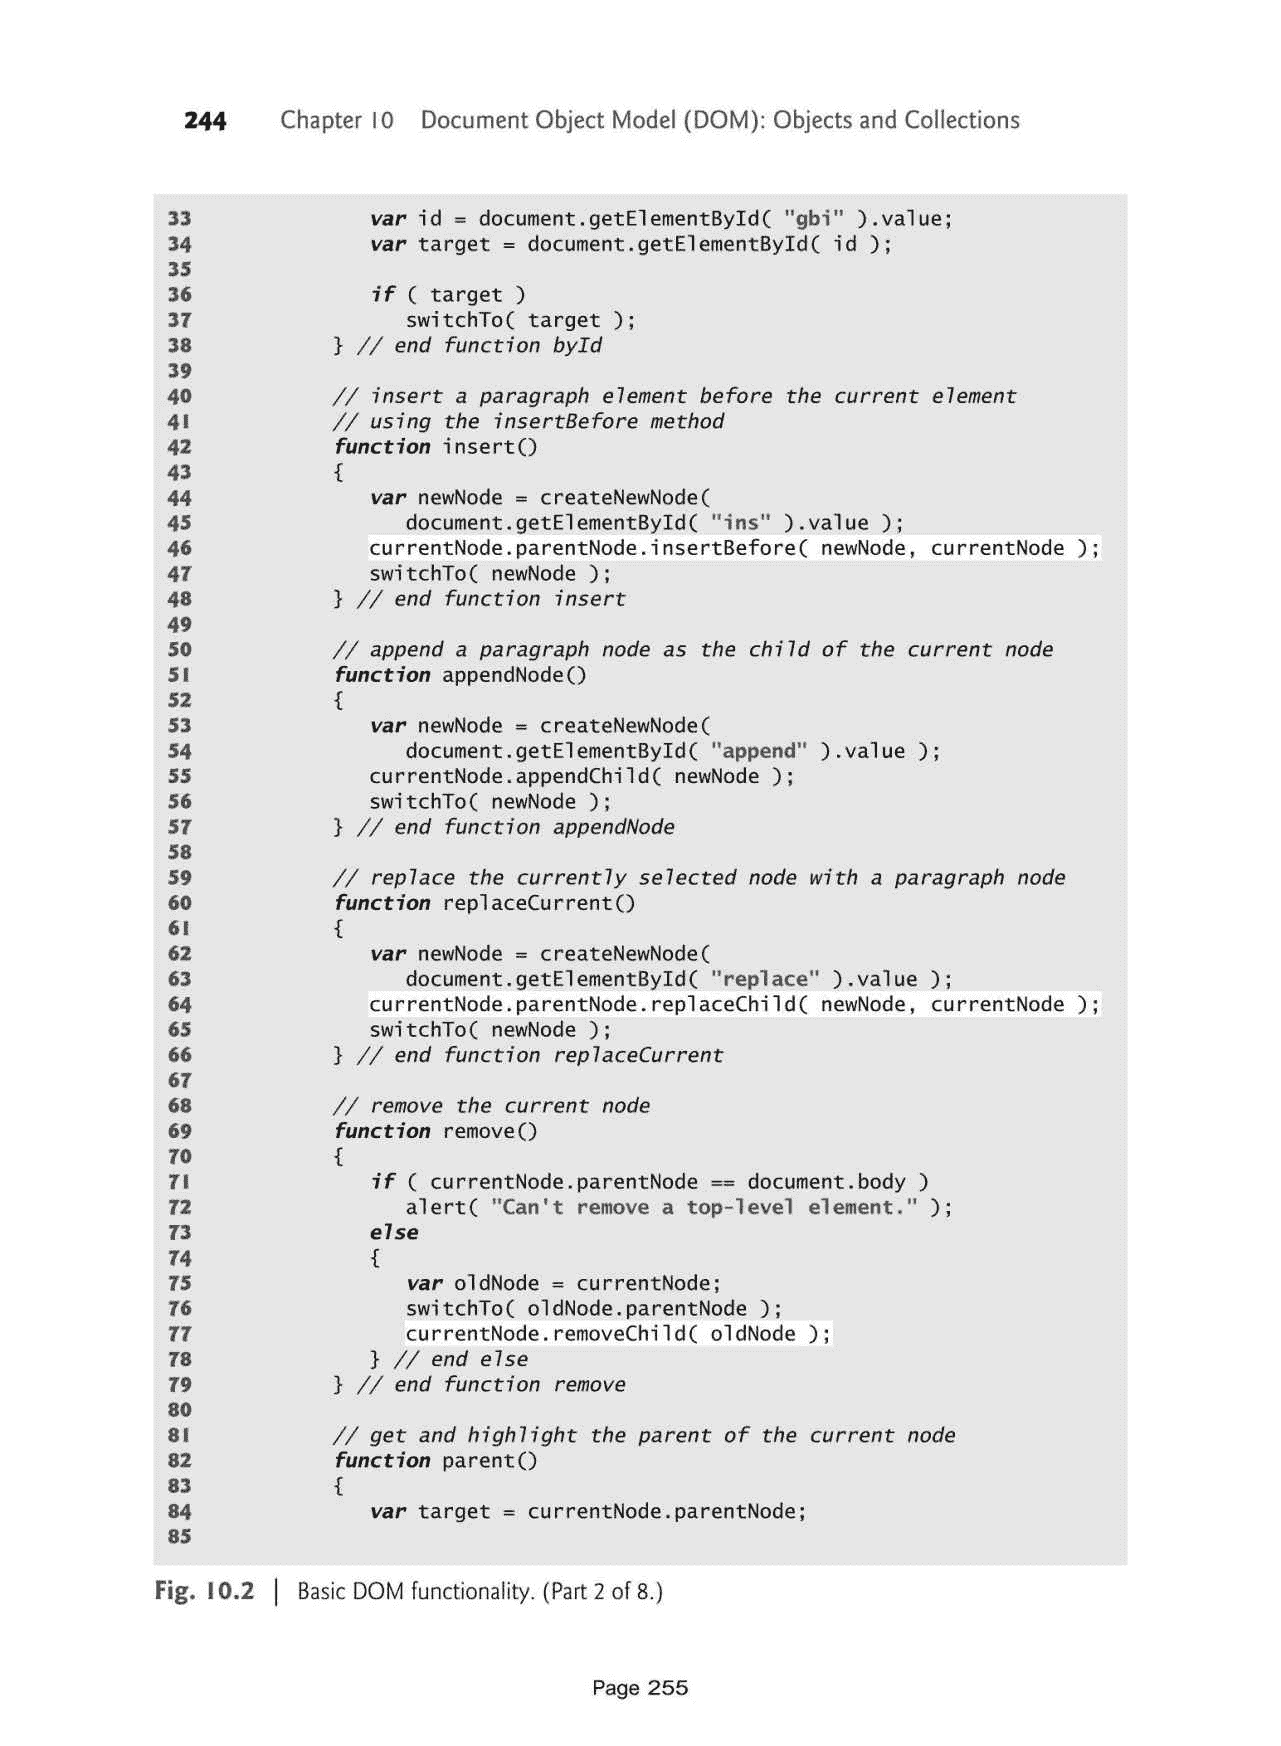 244 Chapter 10 Document Object Model (DOM): Objects and Collections
33 var id = document.getElementById( "gbi" ).value;
34 var target = document.getElementById( id );
35
36 if ( target )
37 switchTo( target );
38 } // end function byId
39
40 // insert a paragraph element before the current element
41 // using the insertBefore method
42 function insert()
43 {
44 var newNode = createNewNode(
45 document.getElementById( "ins" ).value );
46 currentNode.parentNode.insertBefore( newNode, currentNode );
47 switchTo( newNode );
48 } // end function insert
49
50 // append a paragraph node as the child of the current node
51 function appendNode()
52 {
53 var newNode = createNewNode(
54 document.getElementById( "append" ).value );
55 currentNode.appendChild( newNode );
56 switchTo( newNode );
57 } // end function appendNode
58
59 // replace the currently selected node with a paragraph node
60 function replaceCurrent()
61 {
62 var newNode = createNewNode(
63 document.getElementById( "replace" ).value );
64 currentNode.parentNode.replaceChild( newNode, currentNode );
65 switchTo( newNode );
66 } // end function replaceCurrent
67
68 // remove the current node
69 function remove()
70 {
71 if ( currentNode.parentNode == document.body )
72 alert( "Can't remove a top-level element." );
73 else
74 {
75 var oldNode = currentNode;
76 switchTo( oldNode.parentNode );
77 currentNode.removeChild( oldNode );
78 } // end else
79 } // end function remove
80
81 // get and highlight the parent of the current node
82 function parent()
83 {
84 var target = currentNode.parentNode;
85
Fig. 10.2 | Basic DOM functionality. (Part 2 of 8.)
Page 255